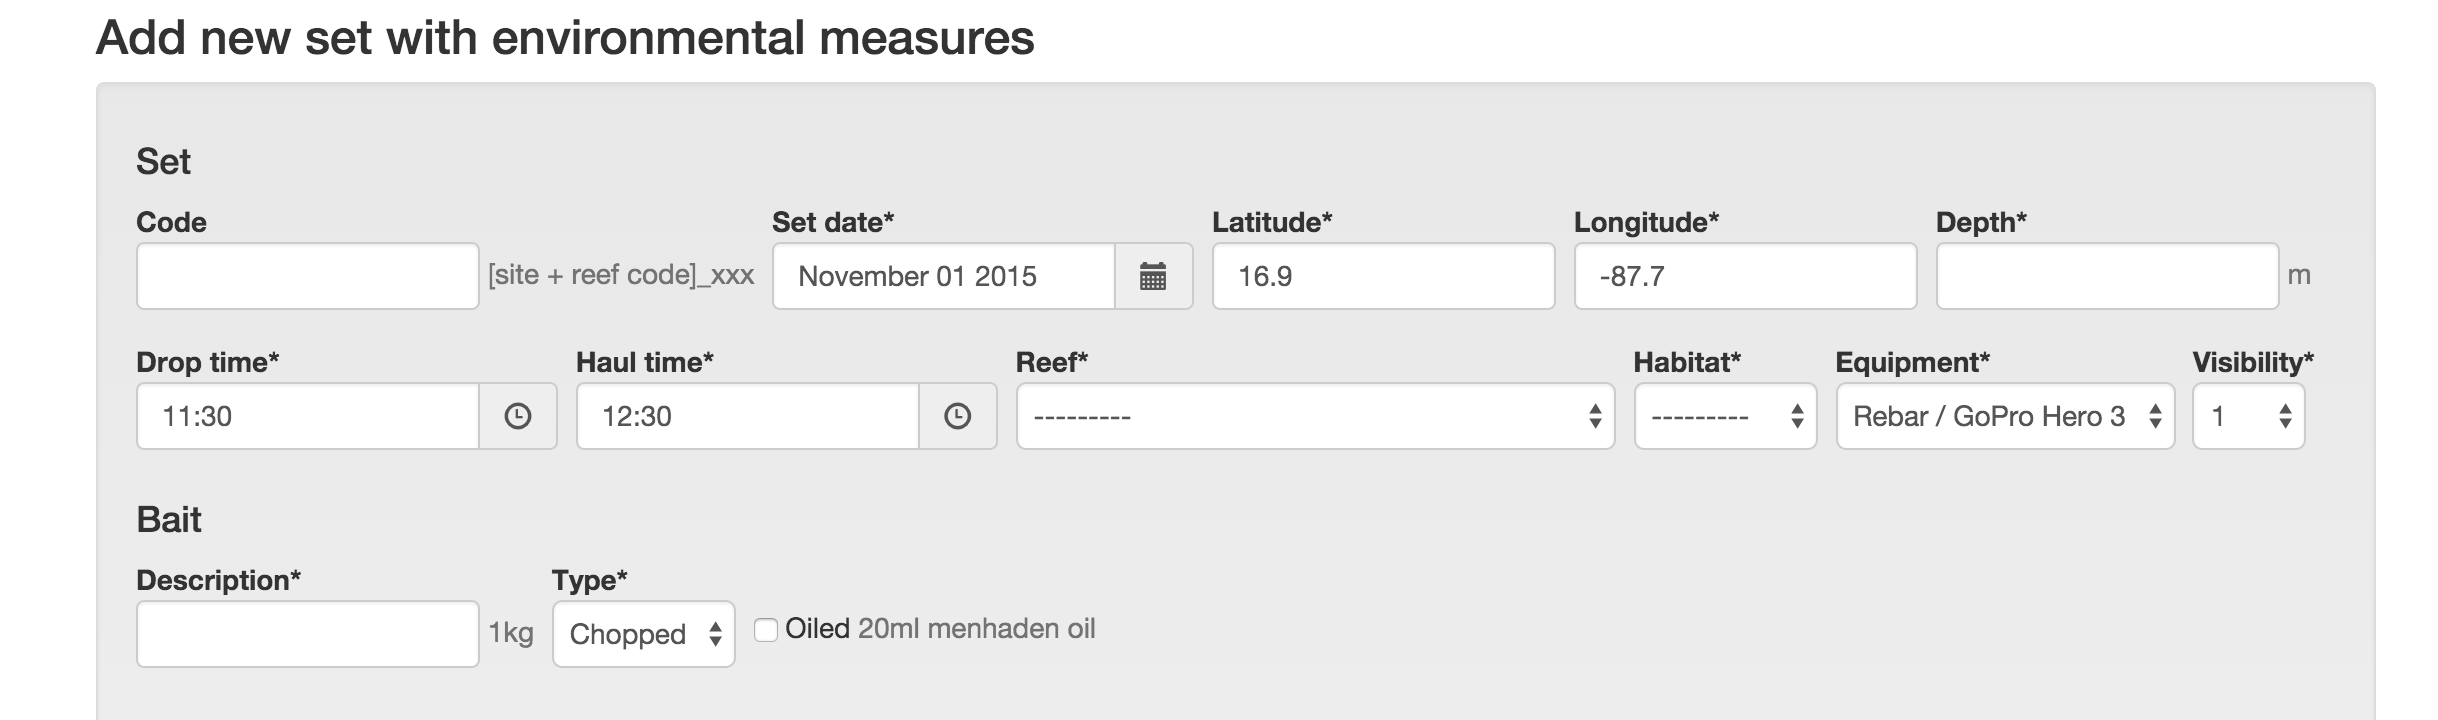 Add new set with environmental measures
Set
Code Set date* Latitude* Longitude* Depth*
[site + reef code]_xxx November 01 2015 16.9 -87.7 m
Drop time* Haul time* Reef* Habitat* Equipment* Visibility*
11:30 12:30 --------- --------- Rebar / GoPro Hero 3 1
Bait
Description* Type*
1kg Chopped Oiled 20ml menhaden oil